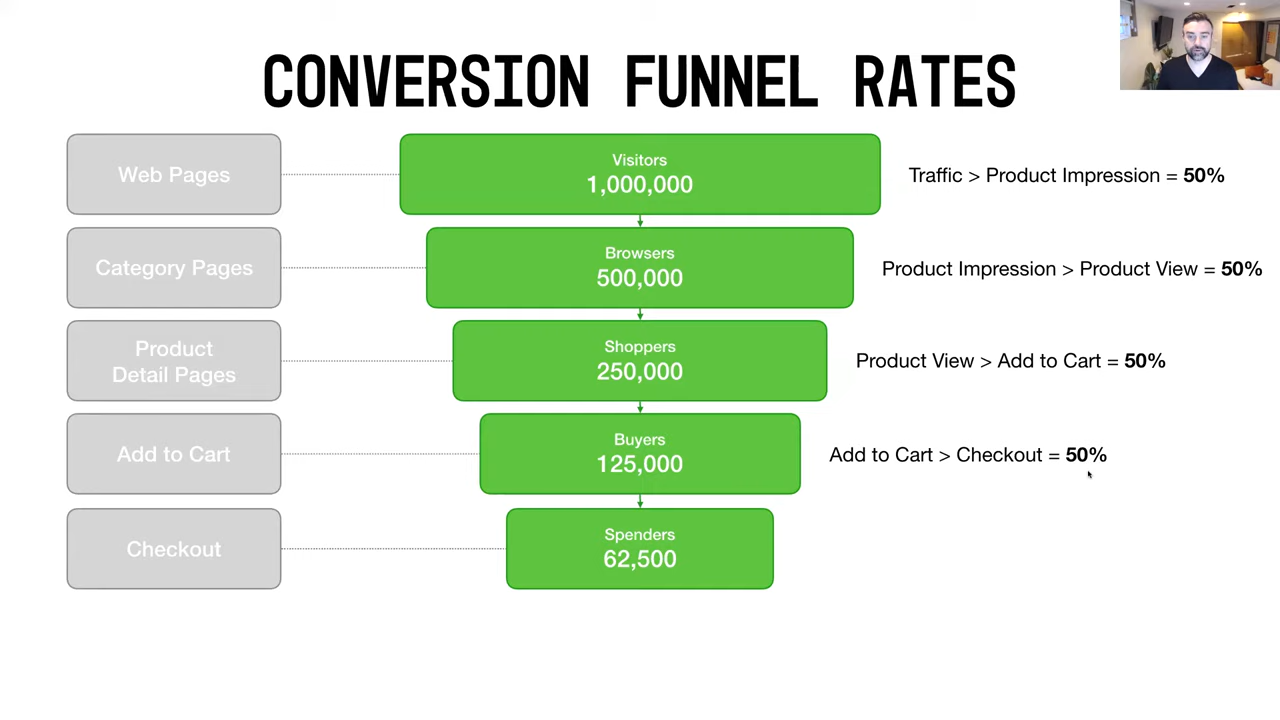 CONVERSION FUNNEL RATES
Web Pages
Visitors
1,000,000
Traffic > Product Impression = 50%
Category Pages
Browsers
500,000
Product Impression > Product View = 50%
Product
Detail Pages
Shoppers
250,000
Product View > Add to Cart = 50%
Add to Cart
Buyers
125,000
Add to Cart > Checkout = 50%
Checkout
Spenders
62,500